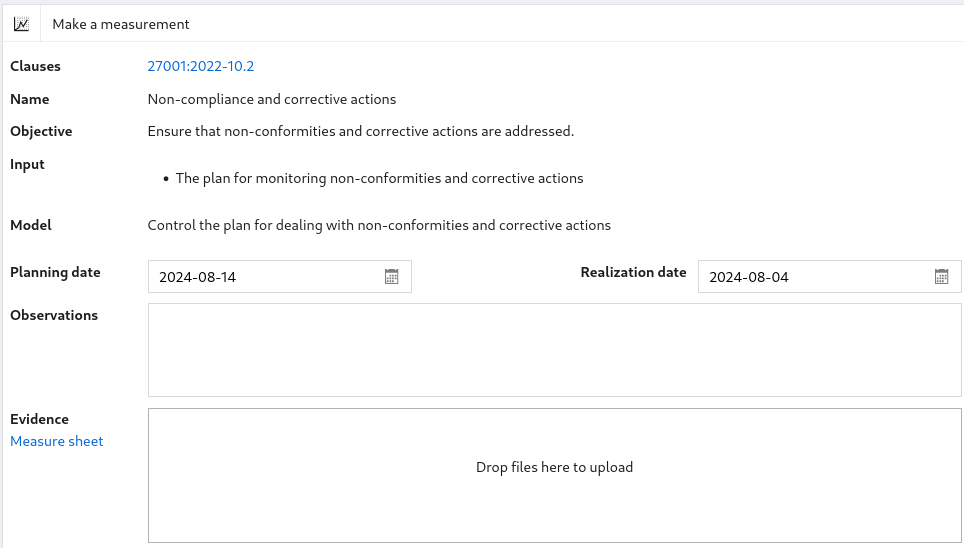 Make a measurement
Clauses 27001:2022-10.2
Name Non-compliance and corrective actions
Objective Ensure that non-conformities and corrective actions are addressed.
Input
• The plan for monitoring non-conformities and corrective actions
Model Control the plan for dealing with non-conformities and corrective actions
Planning date 2024-08-14 Realization date 2024-08-04
Observations
Evidence
Measure sheet
Drop files here to upload